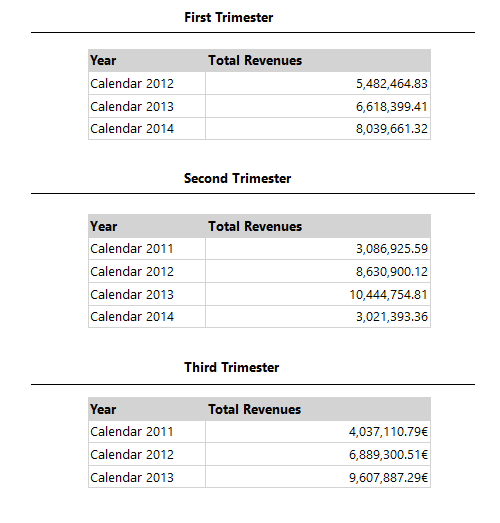 First Trimester
Year Total Revenues
Calendar 2012 5,482,464.83
Calendar 2013 6,618,399.41
Calendar 2014 8,039,661.32
Second Trimester
Year Total Revenues
Calendar 2011 3,086,925.59
Calendar 2012 8,630,900.12
Calendar 2013 10,444,754.81
Calendar 2014 3,021,393.36
Third Trimester
Year Total Revenues
Calendar 2011 4,037,110.79€
Calendar 2012 6,889,300.51€
Calendar 2013 9,607,887.29€